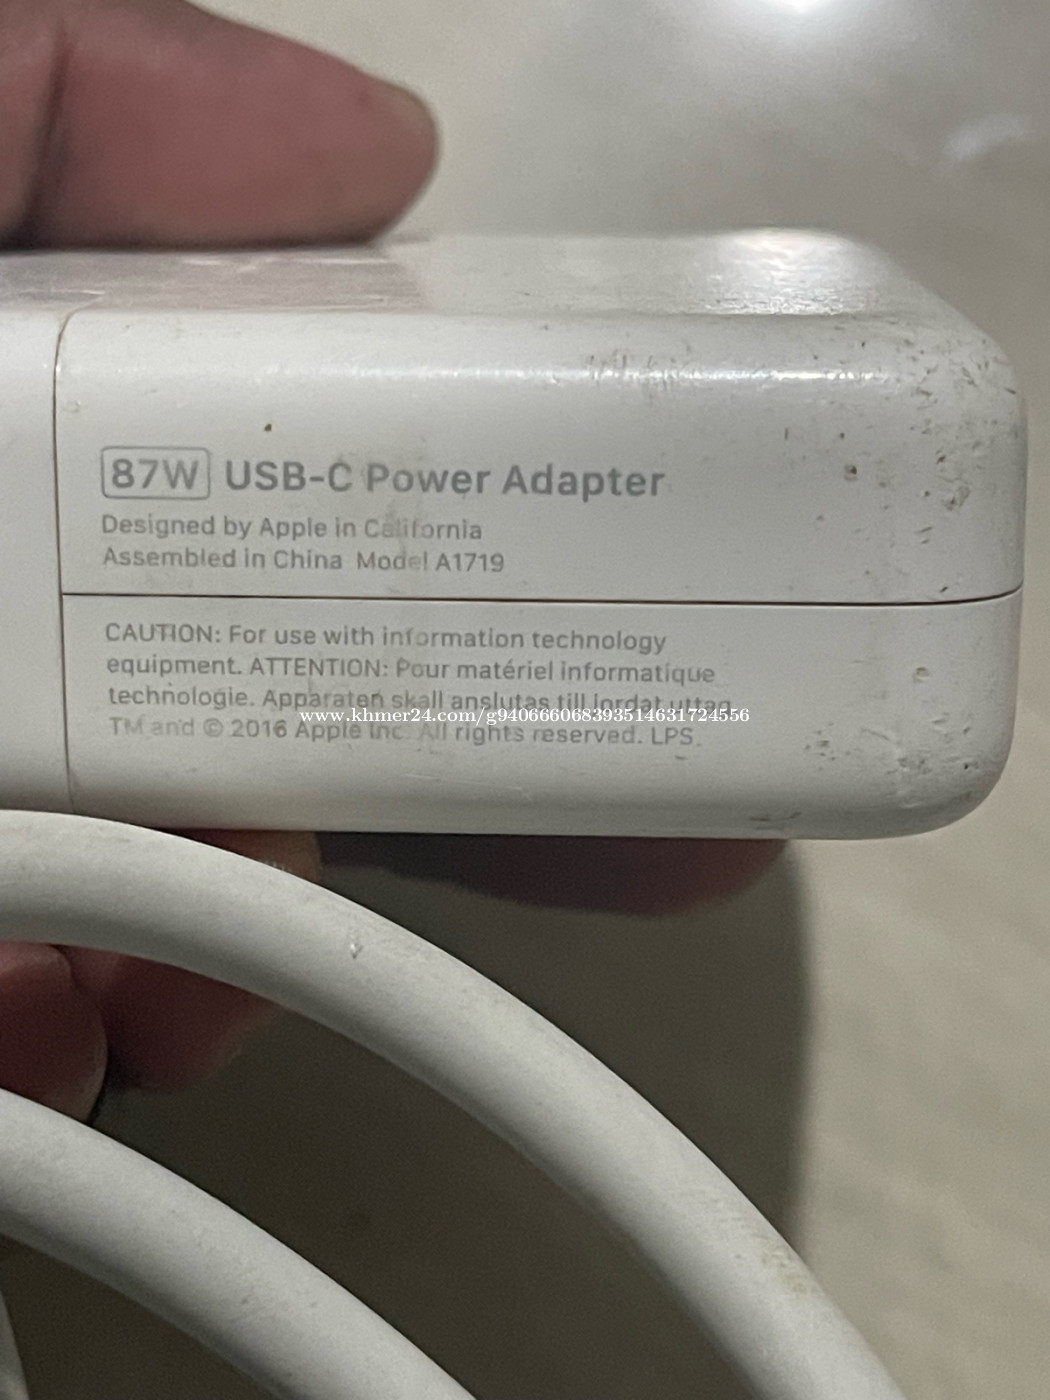 87W USB-C Power Adapter
Designed by Apple in California
Assembled in China Model A1719
CAUTION: For use with information technology
equipment. ATTENTION: Pour matériel informatique
technologie. Apparaten skall anslutas till jordat uttag
www.khmer24.com/g940666068393514631724556
TM and © 2016 Apple Inc. All rights reserved. LPS.